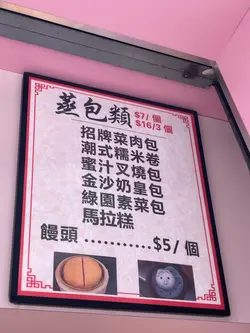 蒸包類 $7/個
$16/3個
招牌菜肉包
潮式糯米卷
蜜汁叉燒包
金沙奶皇包
綠園素菜包
馬拉糕
饅頭............$5/個